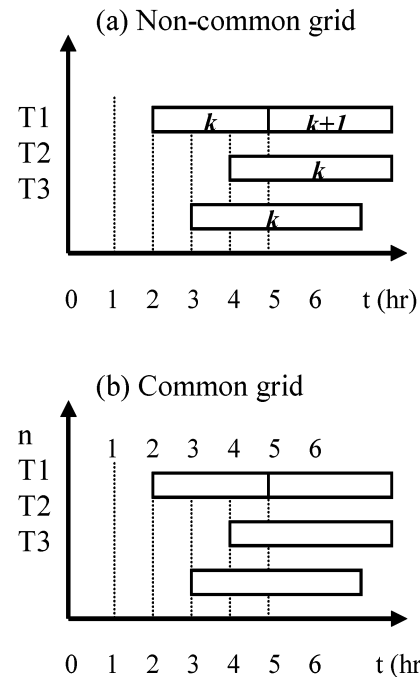 (a) Non-common grid
T1 k k+1
T2 k
T3 k
0 1 2 3 4 5 6 t (hr)
(b) Common grid
n 1 2 3 4 5 6
T1
T2
T3
0 1 2 3 4 5 6 t (hr)